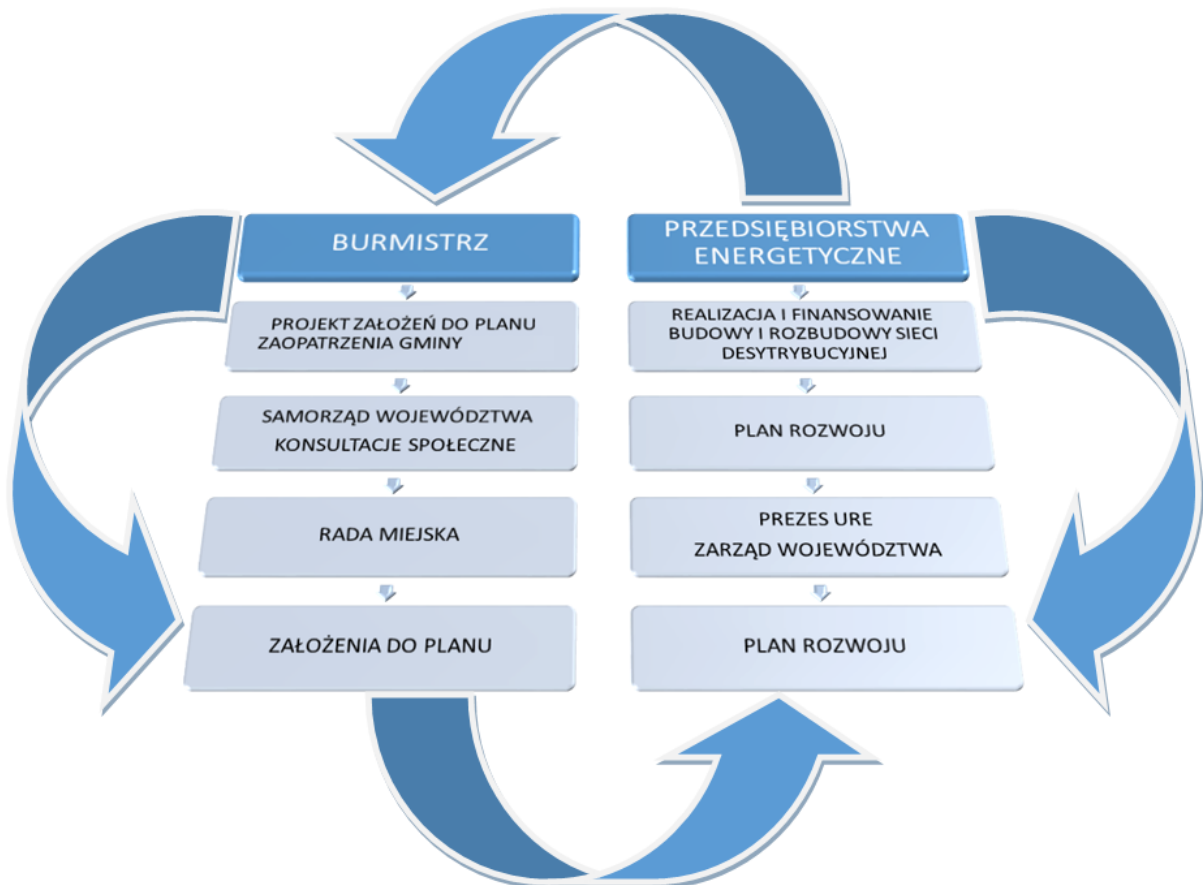 BURMISTRZ
PROJEKT ZAŁOŻEŃ DO PLANU
ZAOPATRZENIA GMINY
SAMORZĄD WOJEWÓDZTWA
KONSULTACJE SPOŁECZNE
RADA MIEJSKA
ZAŁOŻENIA DO PLANU
PRZEDSIĘBIORSTWA
ENERGETYCZNE
REALIZACJA I FINANSOWANIE
BUDOWY I ROZBUDOWY SIECI
DESYTRYBUCYJNEJ
PLAN ROZWOJU
PREZES URE
ZARZĄD WOJEWÓDZTWA
PLAN ROZWOJU